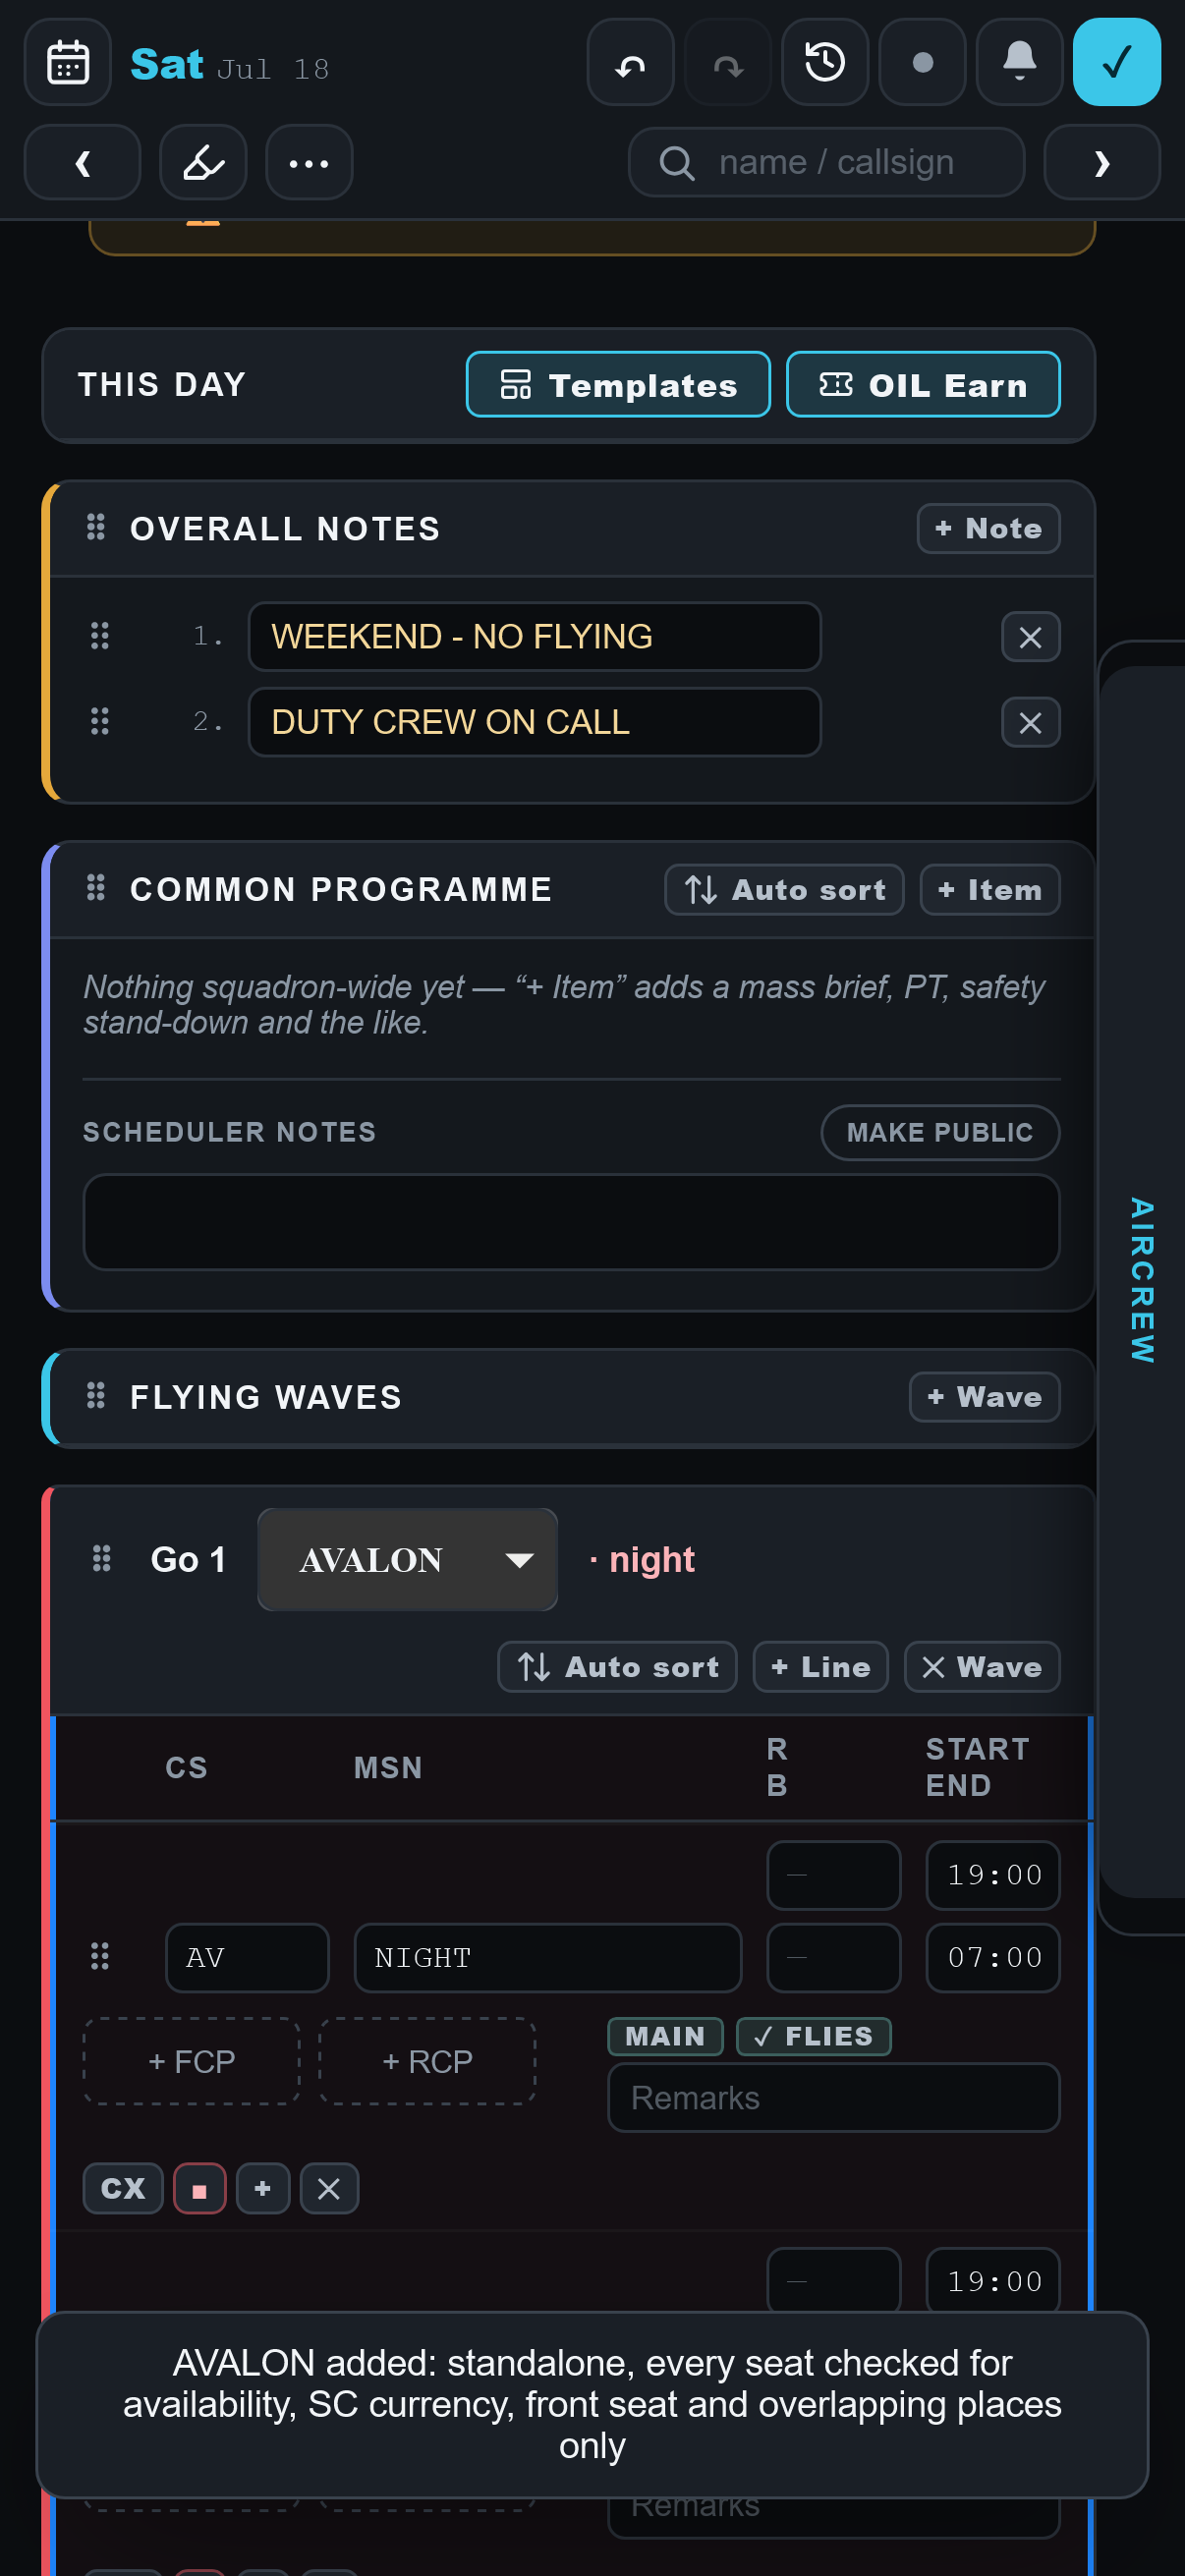 Sat Jul 18
name / callsign
THIS DAY
Templates
OIL Earn
OVERALL NOTES
+ Note
1. WEEKEND - NO FLYING
2. DUTY CREW ON CALL
COMMON PROGRAMME
Auto sort
+ Item
Nothing squadron-wide yet — “+ Item” adds a mass brief, PT, safety
stand-down and the like.
SCHEDULER NOTES
MAKE PUBLIC
AIRCREW
FLYING WAVES
+ Wave
Go 1
AVALON
· night
Auto sort
+ Line
× Wave
CS
MSN
R
B
START
END
—
19:00
AV
NIGHT
—
07:00
+ FCP
+ RCP
MAIN
✓ FLIES
Remarks
CX
+
×
—
19:00
AVALON added: standalone, every seat checked for
availability, SC currency, front seat and overlapping places
only
Remarks